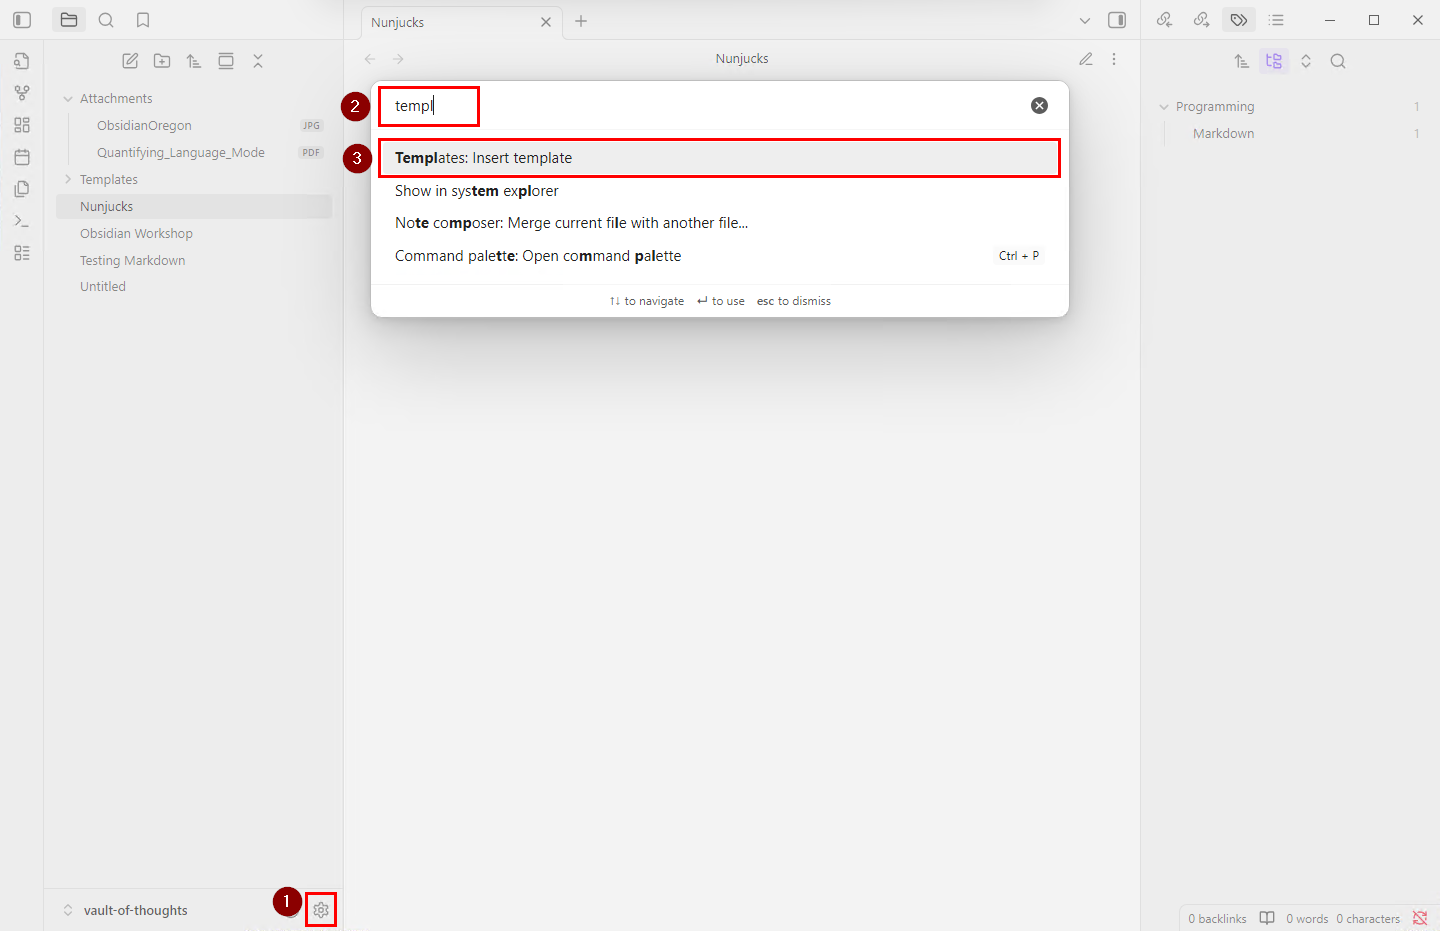 Nunjucks
Nunjucks
Attachments
ObsidianOregon JPG
Quantifying_Language_Mode PDF
Templates
Nunjucks
Obsidian Workshop
Testing Markdown
Untitled
2
templ
3
Templates: Insert template
Show in system explorer
Note composer: Merge current file with another file...
Command palette: Open command palette Ctrl + P
↑↓ to navigate ↵ to use esc to dismiss
Programming 1
Markdown 1
1
vault-of-thoughts
0 backlinks 0 words 0 characters